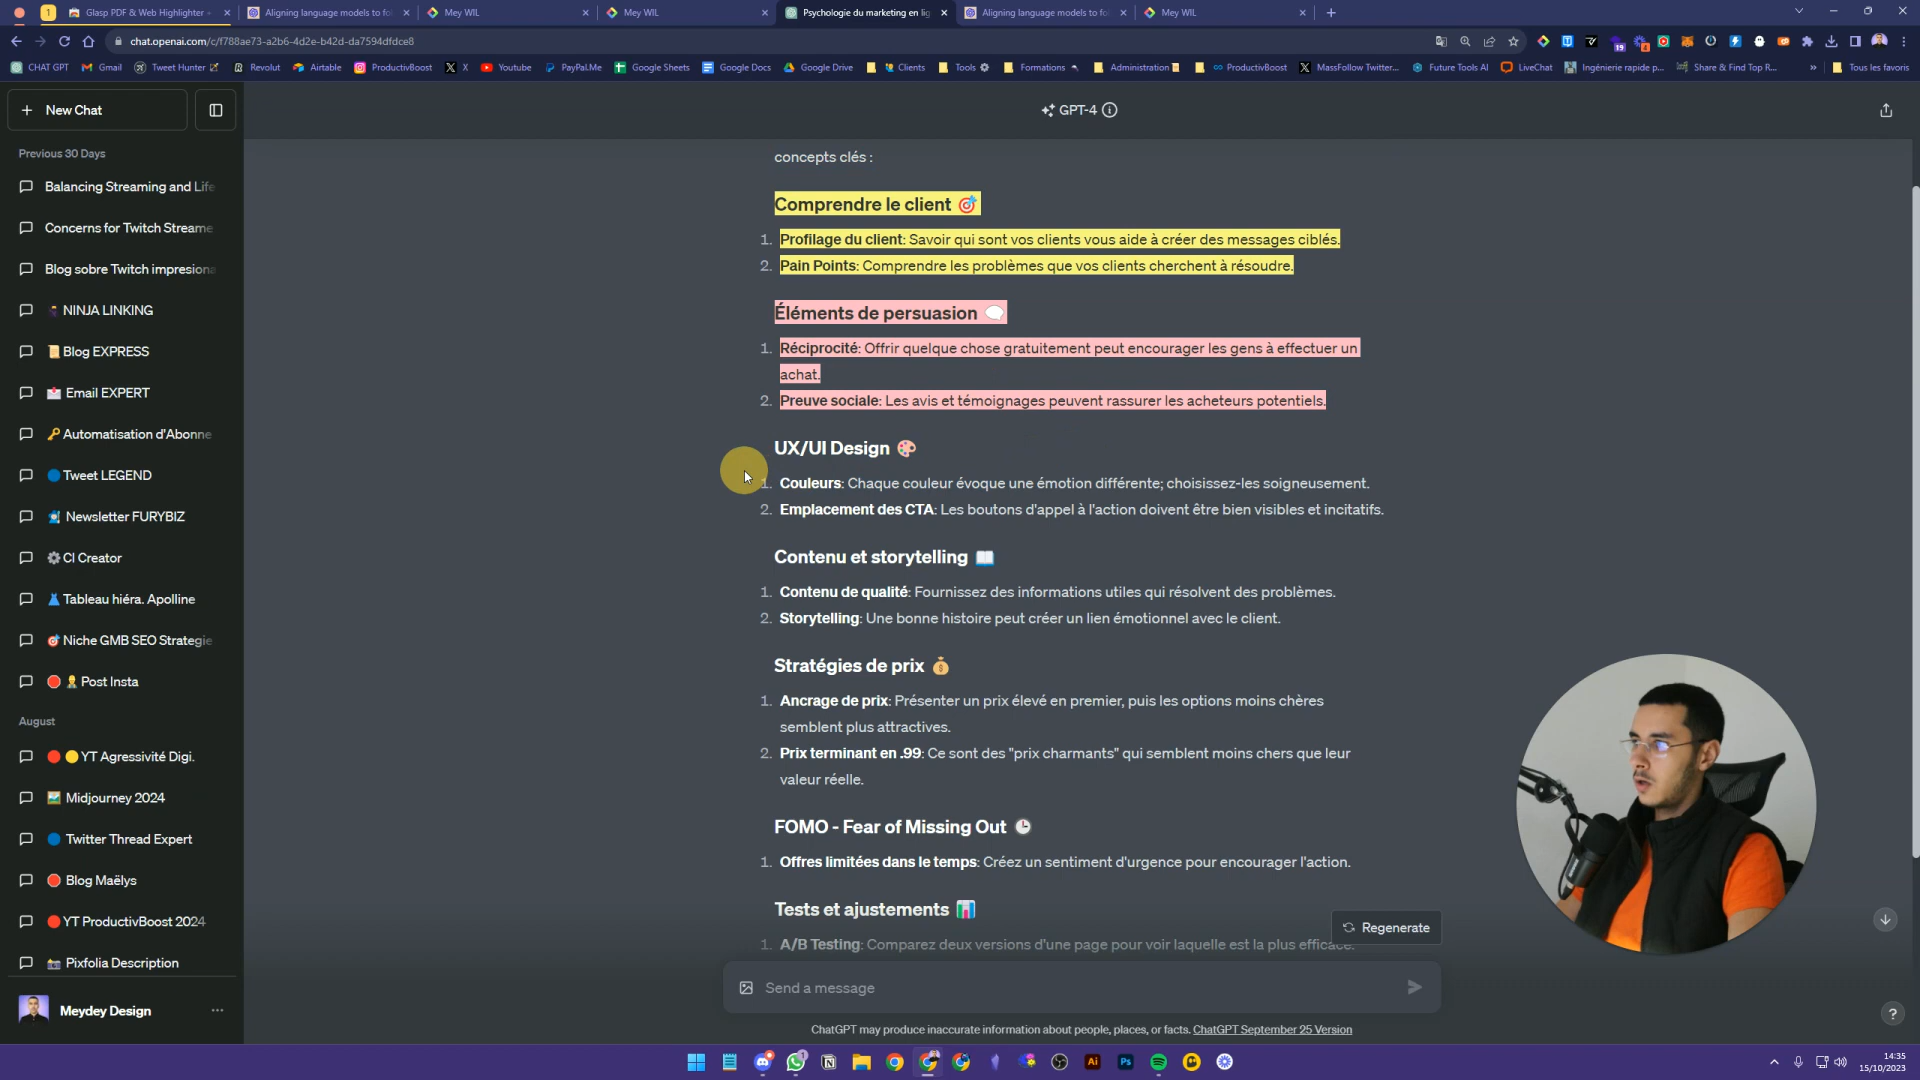 1
Glasp PDF & Web Highlighter
Aligning language models to fo
Mey WIL
Mey WIL
Psychologie du marketing en lig
Aligning language models to fo
Mey WIL
chat.openai.com/c/f788ae73-a2b6-4d2e-b42d-da7594dfdce8
CHAT GPT
Gmail
Tweet Hunter
Revolut
Airtable
ProductivBoost
X
Youtube
PayPal.Me
Google Sheets
Google Docs
Google Drive
Clients
Tools
Formations
Administration
ProductivBoost
MassFollow Twitter...
Future Tools AI
LiveChat
Ingénierie rapide p...
Share & Find Top R...
»
Tous les favoris
New Chat
GPT-4
Previous 30 Days
Balancing Streaming and Life
Concerns for Twitch Streame
Blog sobre Twitch impresiona
NINJA LINKING
Blog EXPRESS
Email EXPERT
Automatisation d'Abonne
Tweet LEGEND
Newsletter FURYBIZ
CI Creator
Tableau hiéra. Apolline
Niche GMB SEO Strategie
Post Insta
August
YT Agressivité Digi.
Midjourney 2024
Twitter Thread Expert
Blog Maëlys
YT ProductivBoost 2024
Pixfolia Description
Meydey Design
concepts clés :
Comprendre le client
1. Profilage du client: Savoir qui sont vos clients vous aide à créer des messages ciblés.
2. Pain Points: Comprendre les problèmes que vos clients cherchent à résoudre.
Éléments de persuasion
1. Réciprocité: Offrir quelque chose gratuitement peut encourager les gens à effectuer un
achat.
2. Preuve sociale: Les avis et témoignages peuvent rassurer les acheteurs potentiels.
UX/UI Design
1. Couleurs: Chaque couleur évoque une émotion différente; choisissez-les soigneusement.
2. Emplacement des CTA: Les boutons d'appel à l'action doivent être bien visibles et incitatifs.
Contenu et storytelling
1. Contenu de qualité: Fournissez des informations utiles qui résolvent des problèmes.
2. Storytelling: Une bonne histoire peut créer un lien émotionnel avec le client.
Stratégies de prix
1. Ancrage de prix: Présenter un prix élevé en premier, puis les options moins chères
semblent plus attractives.
2. Prix terminant en .99: Ce sont des "prix charmants" qui semblent moins chers que leur
valeur réelle.
FOMO - Fear of Missing Out
1. Offres limitées dans le temps: Créez un sentiment d'urgence pour encourager l'action.
Tests et ajustements
Regenerate
1. A/B Testing: Comparez deux versions d'une page pour voir laquelle est la plus efficace.
Send a message
ChatGPT may produce inaccurate information about people, places, or facts. ChatGPT September 25 Version
?
14:35
15/10/2023